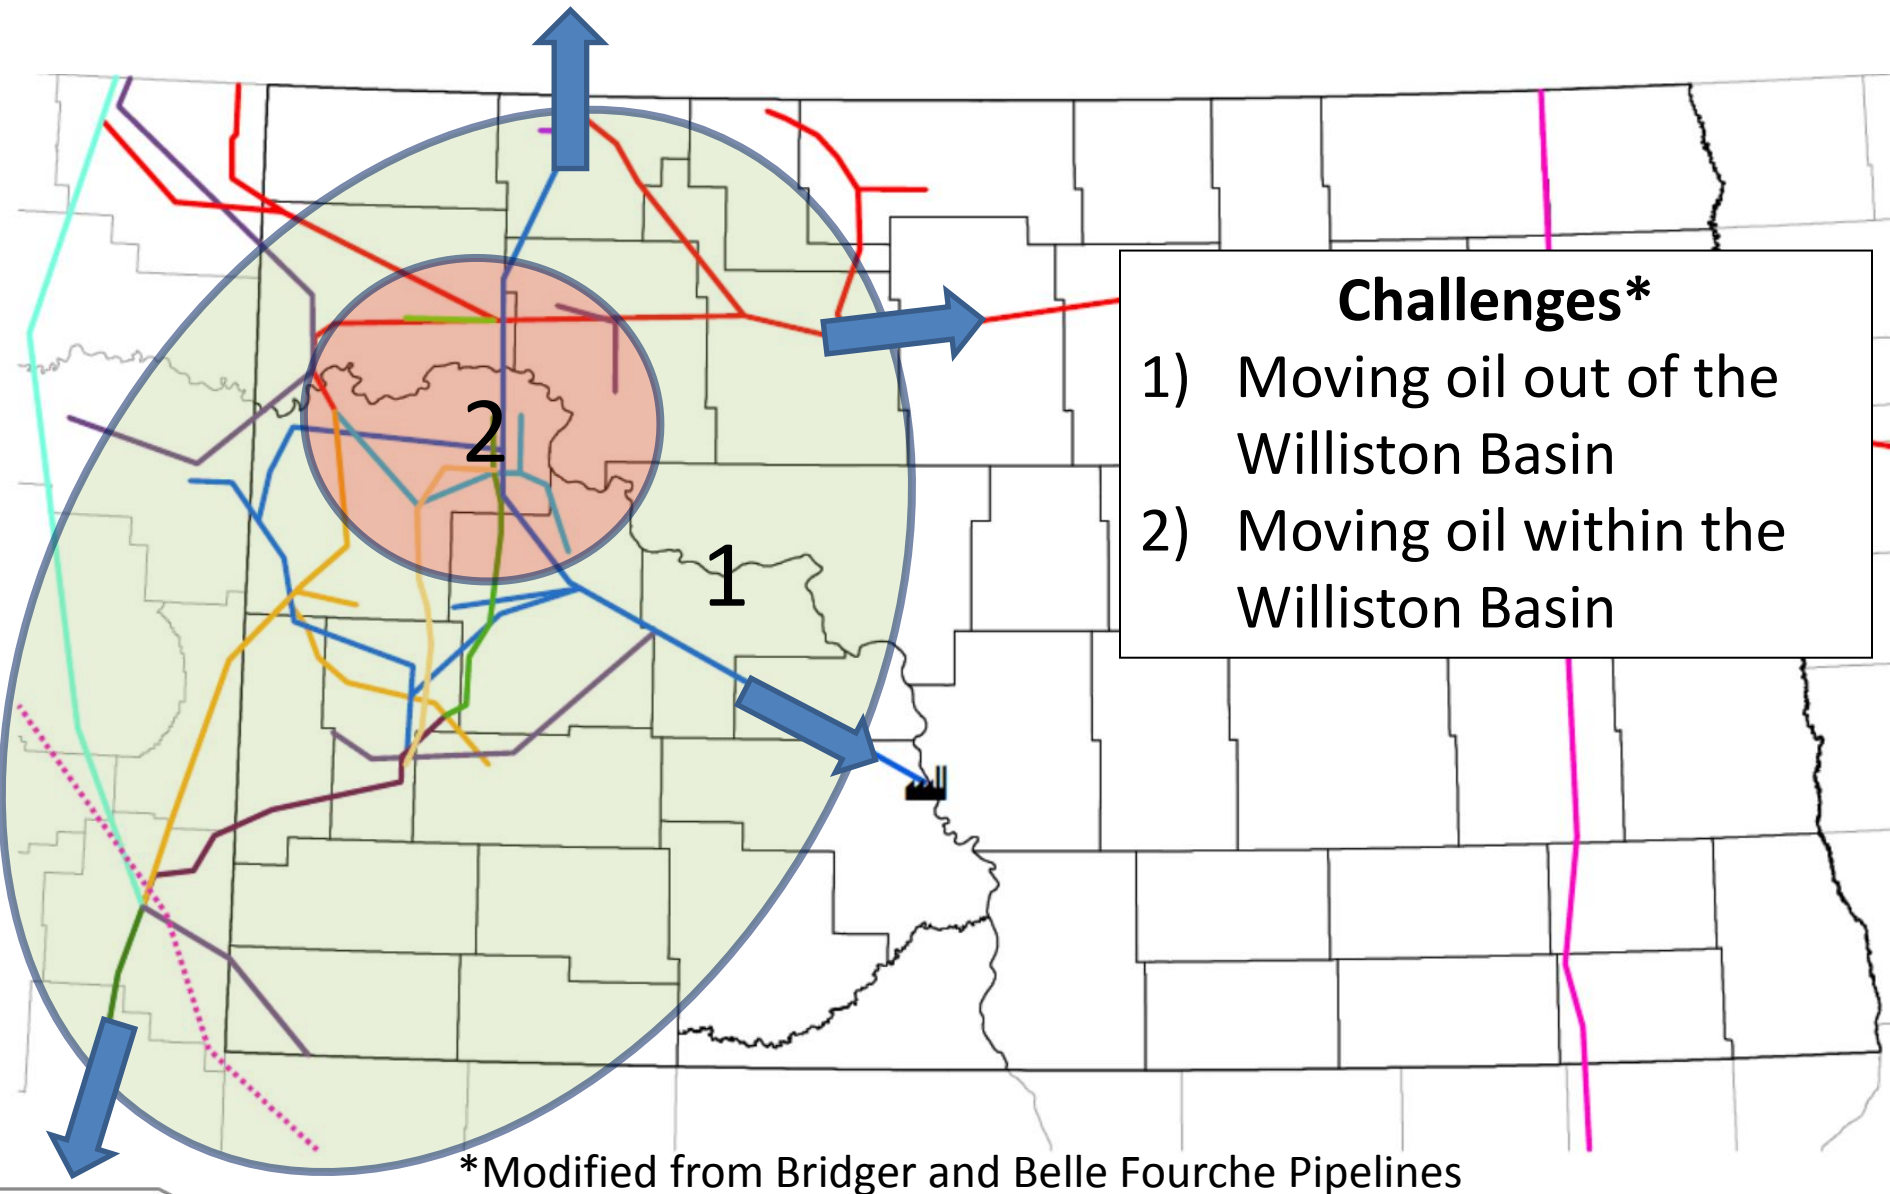 Challenges*
1) Moving oil out of the
Williston Basin
2) Moving oil within the
Williston Basin
2
1
*Modified from Bridger and Belle Fourche Pipelines